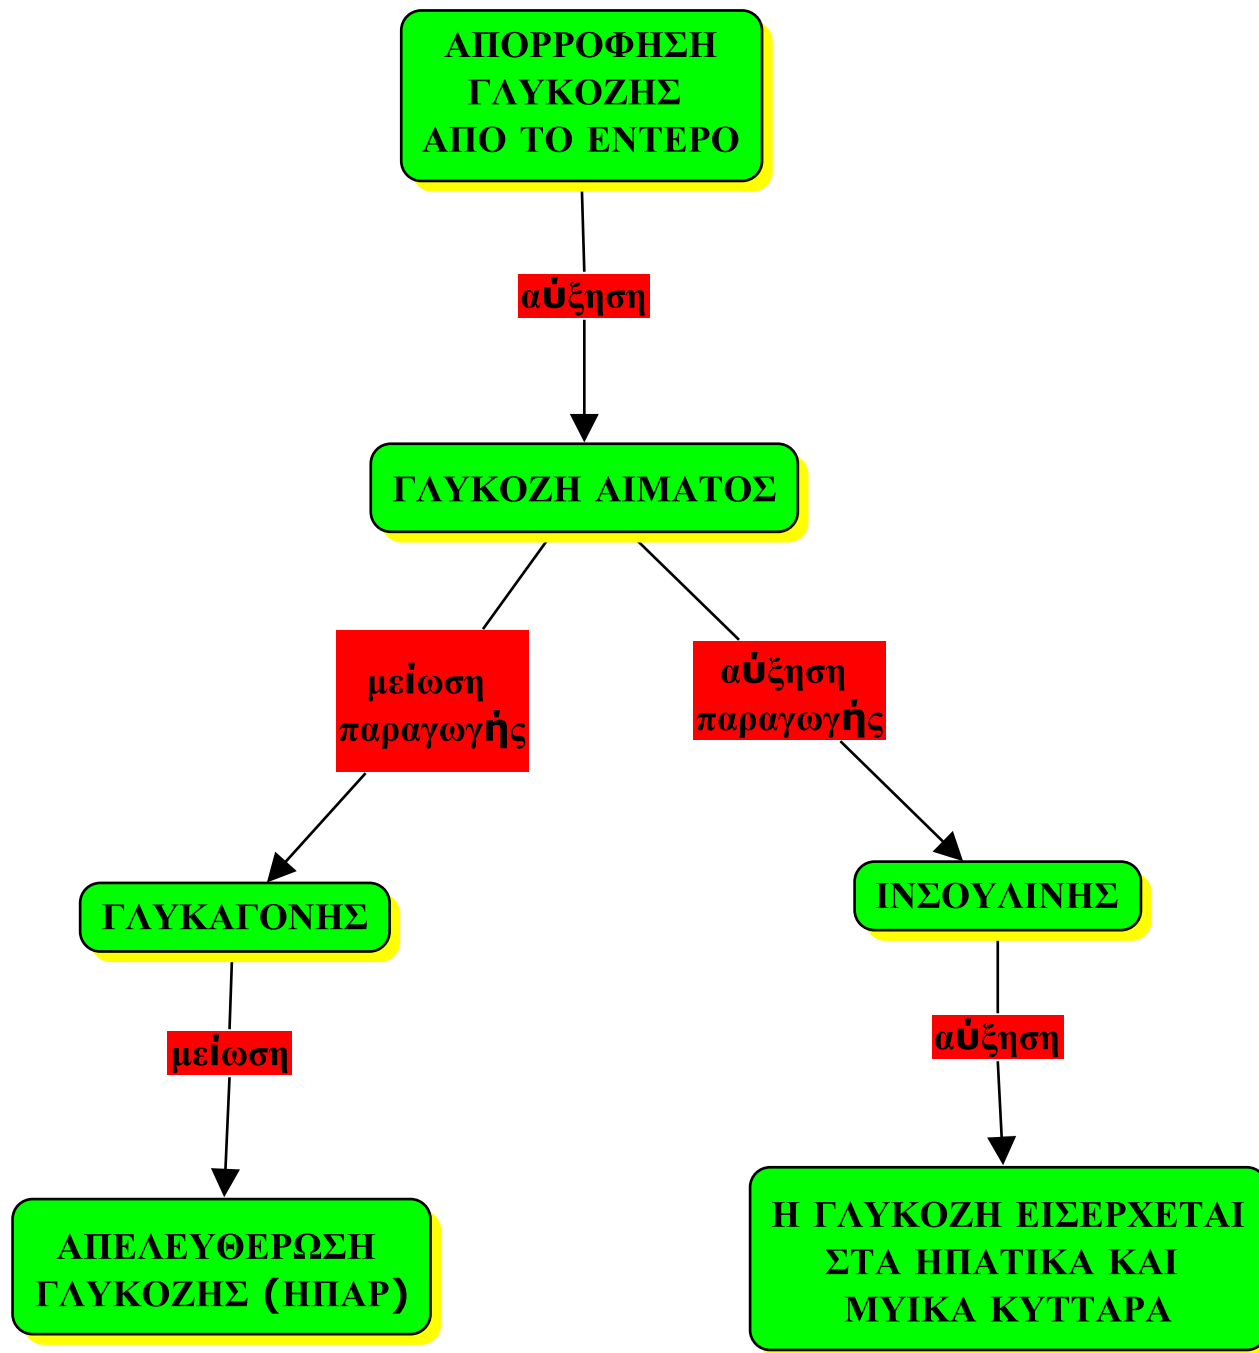 ΑΠΟΡΡΟΦΗΣΗ
ΓΛΥΚΟΖΗΣ
ΑΠΟ ΤΟ ΕΝΤΕΡΟ
αύξηση
ΓΛΥΚΟΖΗ ΑΙΜΑΤΟΣ
μείωση
παραγωγής
αύξηση
παραγωγής
ΓΛΥΚΑΓΟΝΗΣ
ΙΝΣΟΥΛΙΝΗΣ
μείωση
αύξηση
ΑΠΕΛΕΥΘΕΡΩΣΗ
ΓΛΥΚΟΖΗΣ (ΗΠΑΡ)
Η ΓΛΥΚΟΖΗ ΕΙΣΕΡΧΕΤΑΙ
ΣΤΑ ΗΠΑΤΙΚΑ ΚΑΙ
ΜΥΙΚΑ ΚΥΤΤΑΡΑ